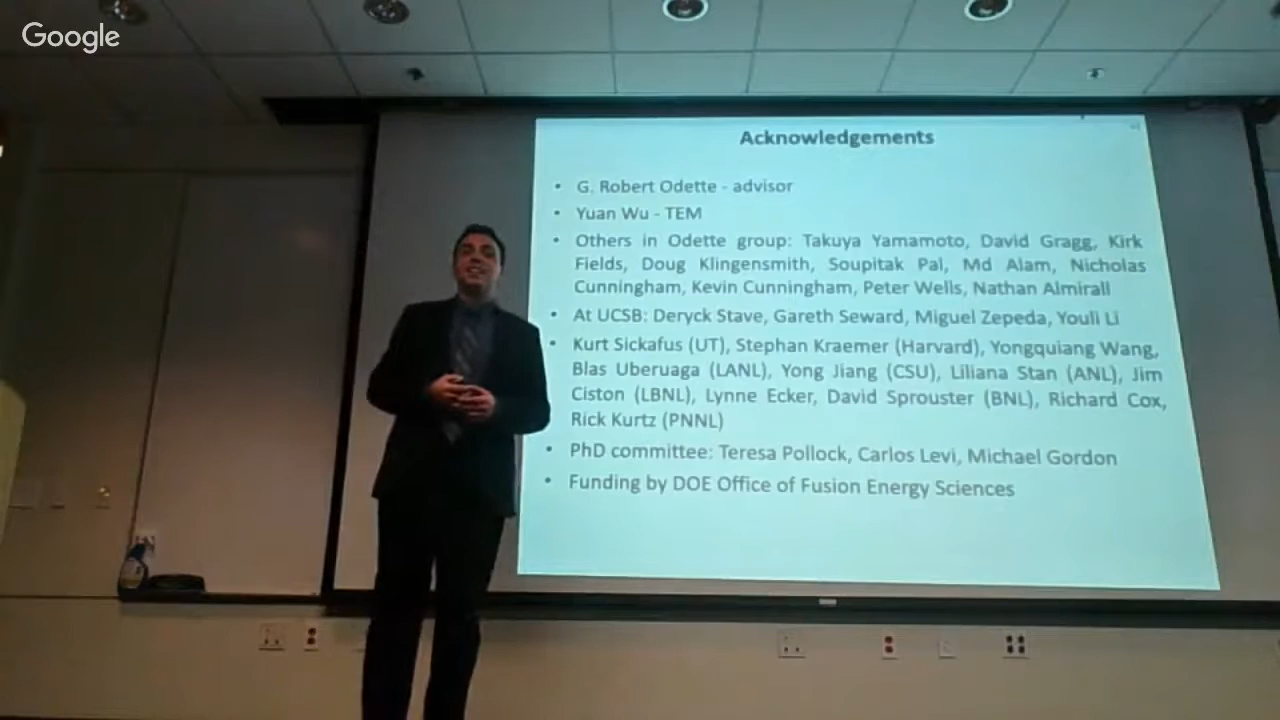 Google
Acknowledgements
• G. Robert Odette - advisor
• Yuan Wu - TEM
• Others in Odette group: Takuya Yamamoto, David Gragg, Kirk
Fields, Doug Klingensmith, Soupitak Pal, Md Alam, Nicholas
Cunningham, Kevin Cunningham, Peter Wells, Nathan Almirall
• At UCSB: Deryck Stave, Gareth Seward, Miguel Zepeda, Youli Li
• Kurt Sickafus (UT), Stephan Kraemer (Harvard), Yongquiang Wang,
Blas Uberuaga (LANL), Yong Jiang (CSU), Liliana Stan (ANL), Jim
Ciston (LBNL), Lynne Ecker, David Sprouster (BNL), Richard Cox,
Rick Kurtz (PNNL)
• PhD committee: Teresa Pollock, Carlos Levi, Michael Gordon
• Funding by DOE Office of Fusion Energy Sciences